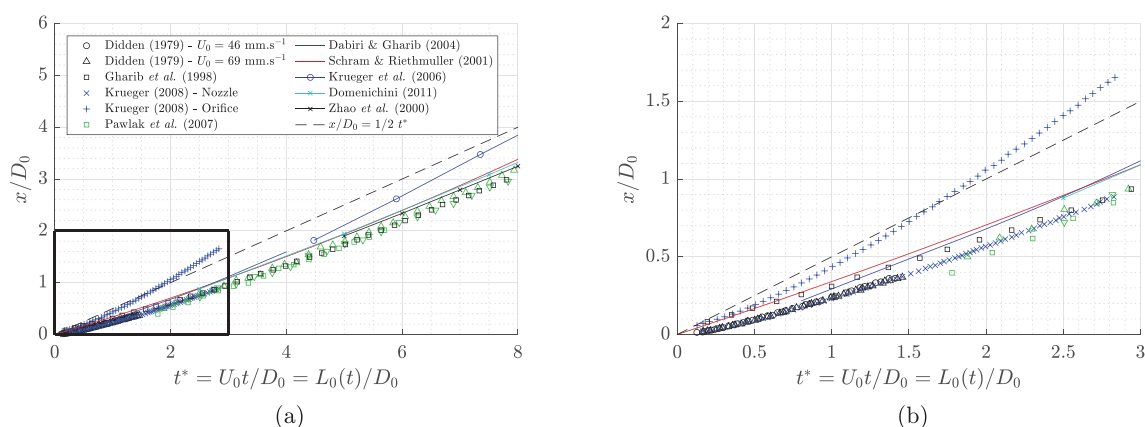 6
5
4
3
2
1
0
x/D₀
Didden (1979) - U₀ = 46 mm.s⁻¹
Didden (1979) - U₀ = 69 mm.s⁻¹
Gharib et al. (1998)
Krueger (2008) - Nozzle
Krueger (2008) - Orifice
Pawlak et al. (2007)
Dabiri & Gharib (2004)
Schram & Riethmuller (2001)
Krueger et al. (2006)
Domenichini (2011)
Zhao et al. (2000)
x/D₀ = 1/2 t*
0 2 4 6 8
t* = U₀t/D₀ = L₀(t)/D₀
(a)
2
1.5
1
0.5
0
x/D₀
0 0.5 1 1.5 2 2.5 3
t* = U₀t/D₀ = L₀(t)/D₀
(b)